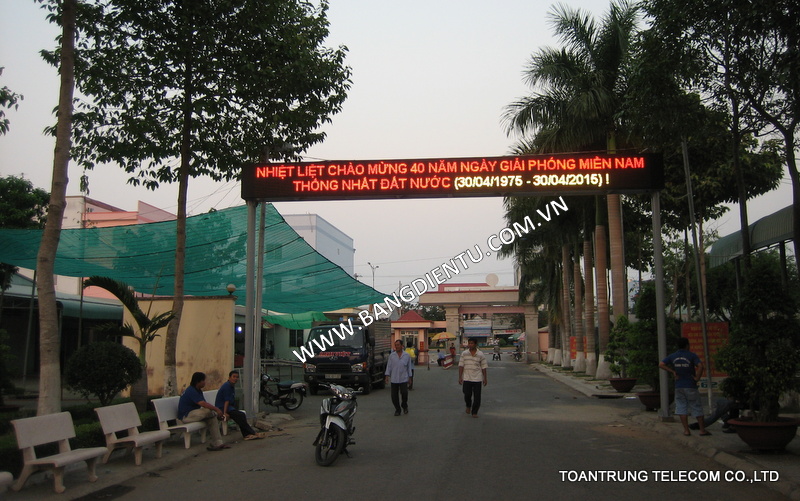 NHIỆT LIỆT CHÀO MỪNG 40 NĂM NGÀY GIẢI PHÓNG MIỀN NAM
THỐNG NHẤT ĐẤT NƯỚC (30/04/1975 - 30/04/2015) !
WWW.BANGDIENTU.COM.VN
TOANTRUNG TELECOM CO.,LTD